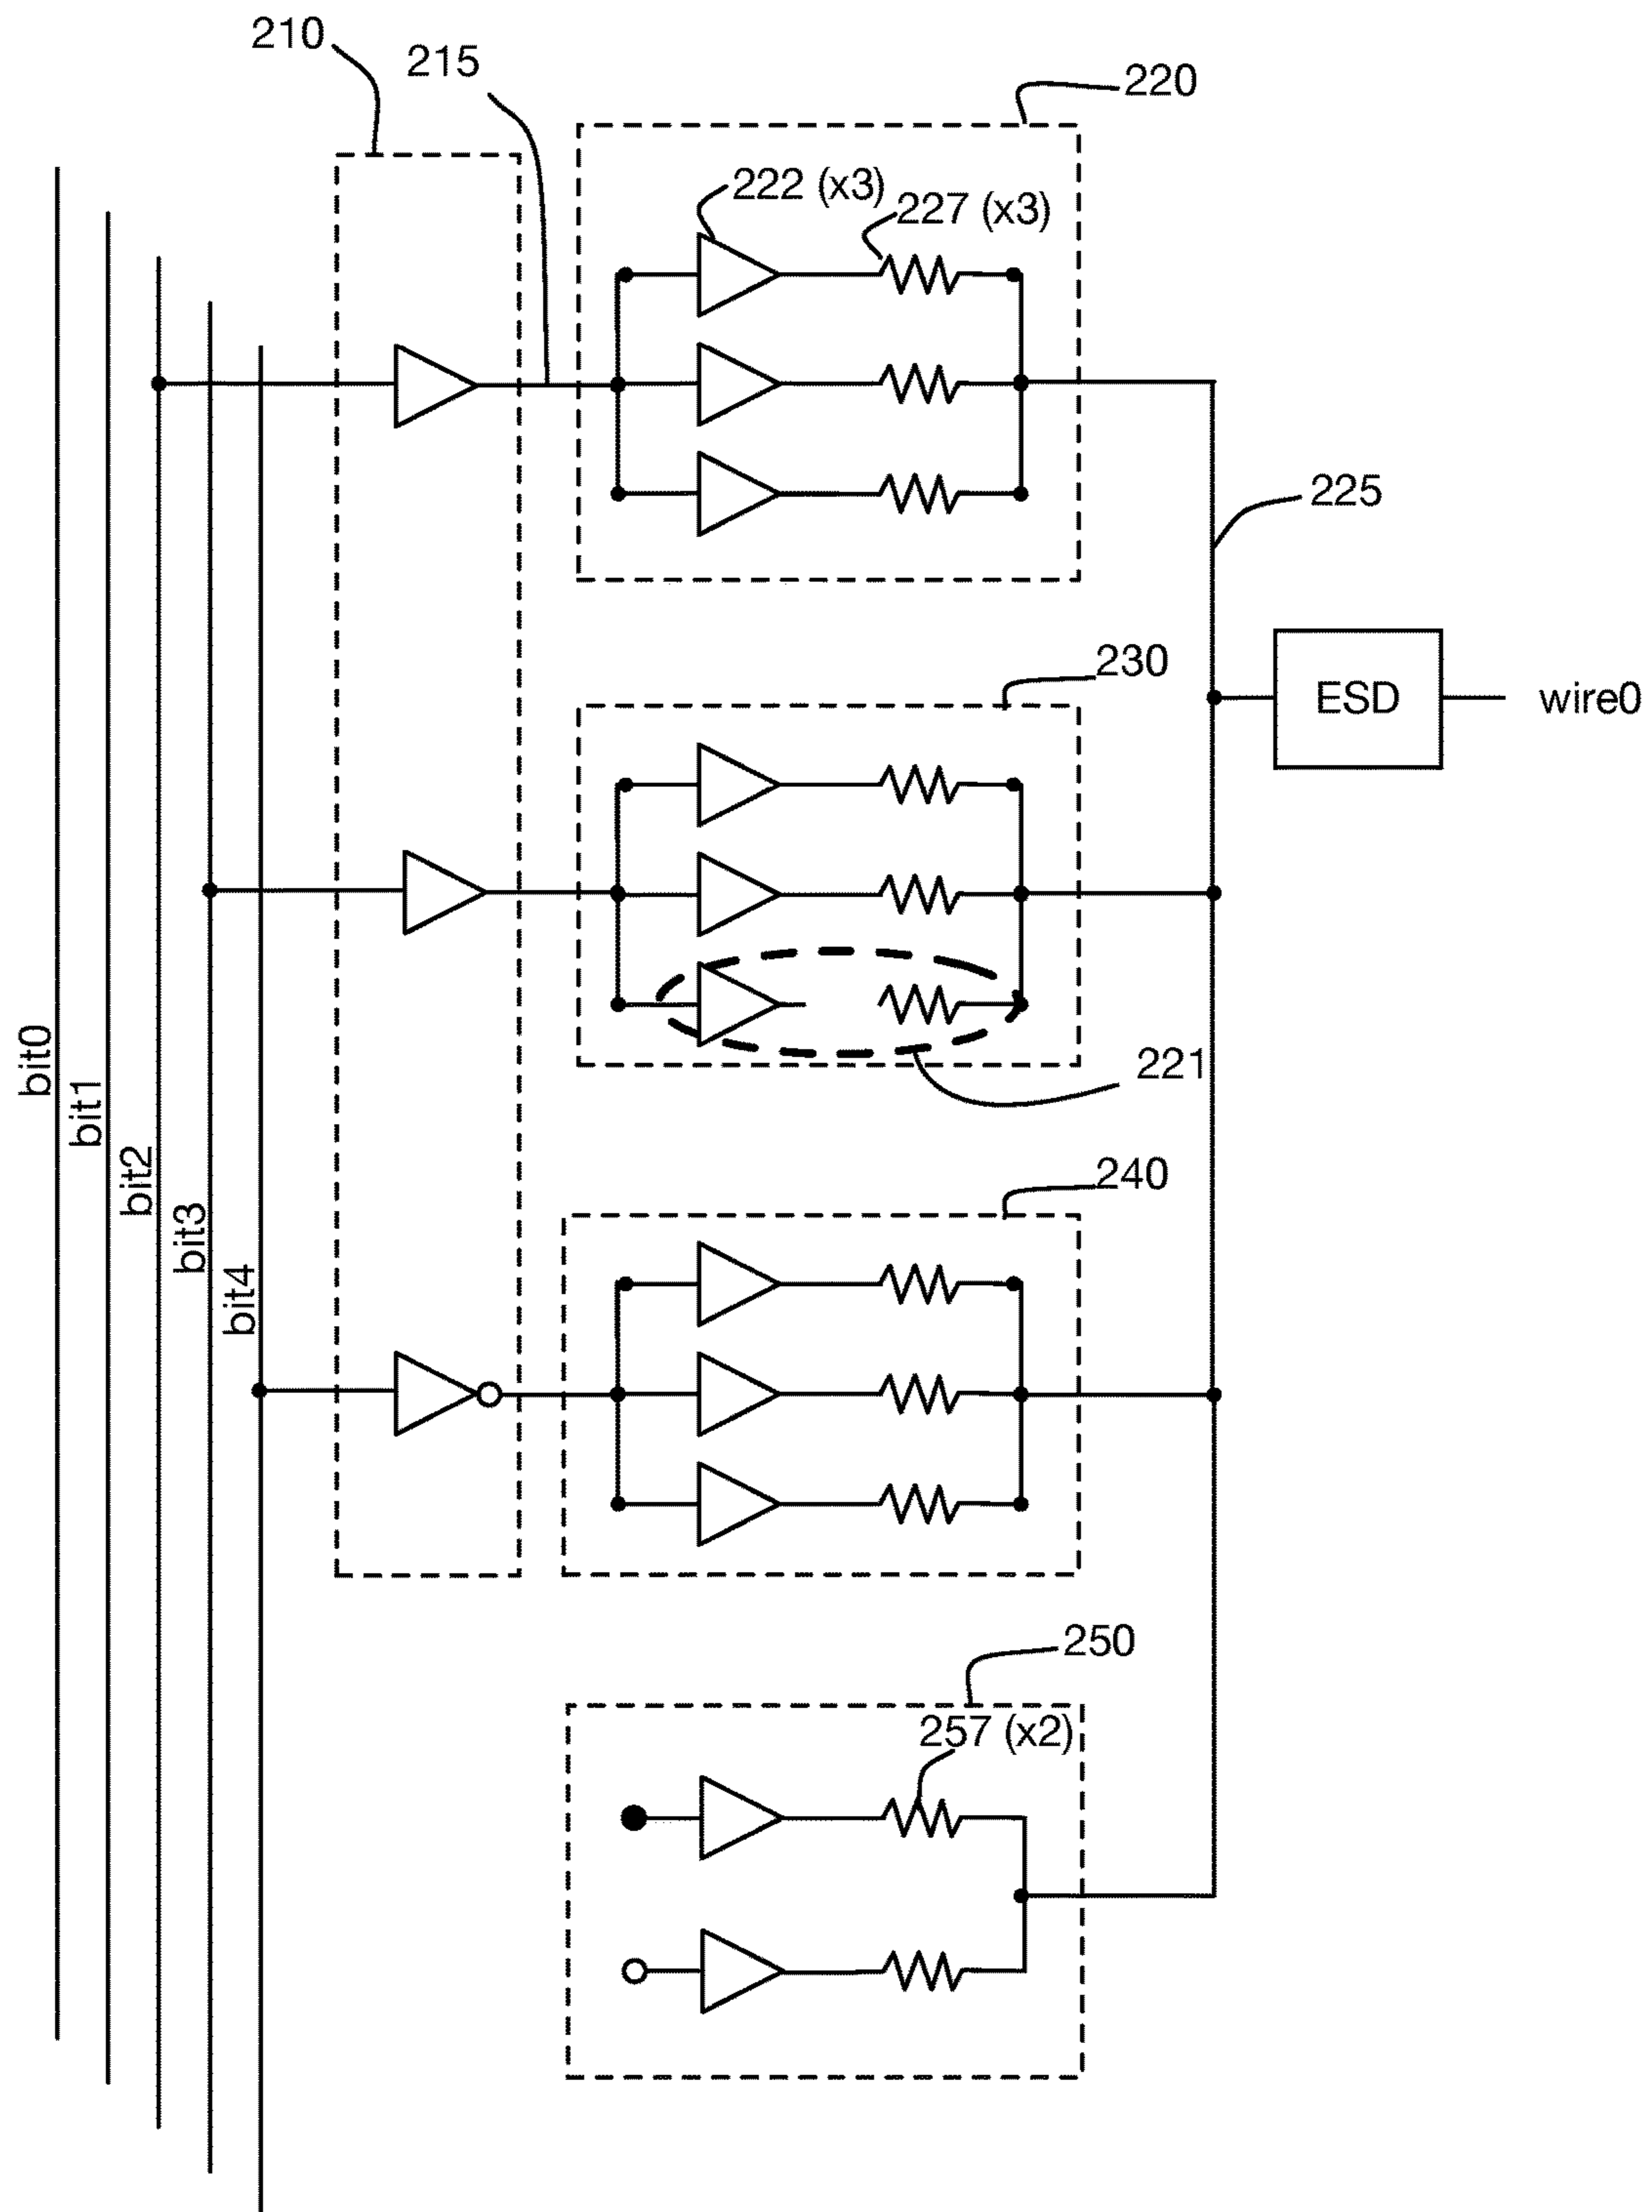 210
215
220
222 (x3)
227 (x3)
225
230
ESD
wire0
bit0
bit1
221
bit2
240
bit3
bit4
250
257 (x2)